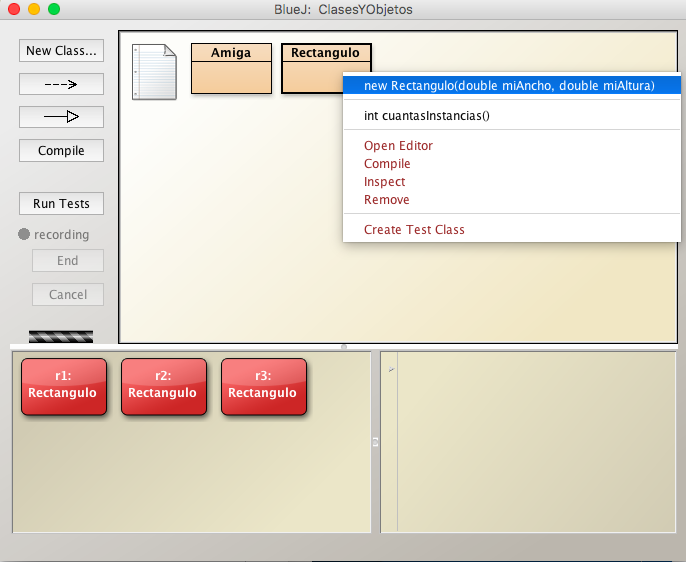 BlueJ: ClasesYObjetos
New Class...
Compile
Run Tests
recording
End
Cancel
Amiga
Rectangulo
new Rectangulo(double miAncho, double miAltura)
int cuantasInstancias()
Open Editor
Compile
Inspect
Remove
Create Test Class
r1:
Rectangulo
r2:
Rectangulo
r3:
Rectangulo